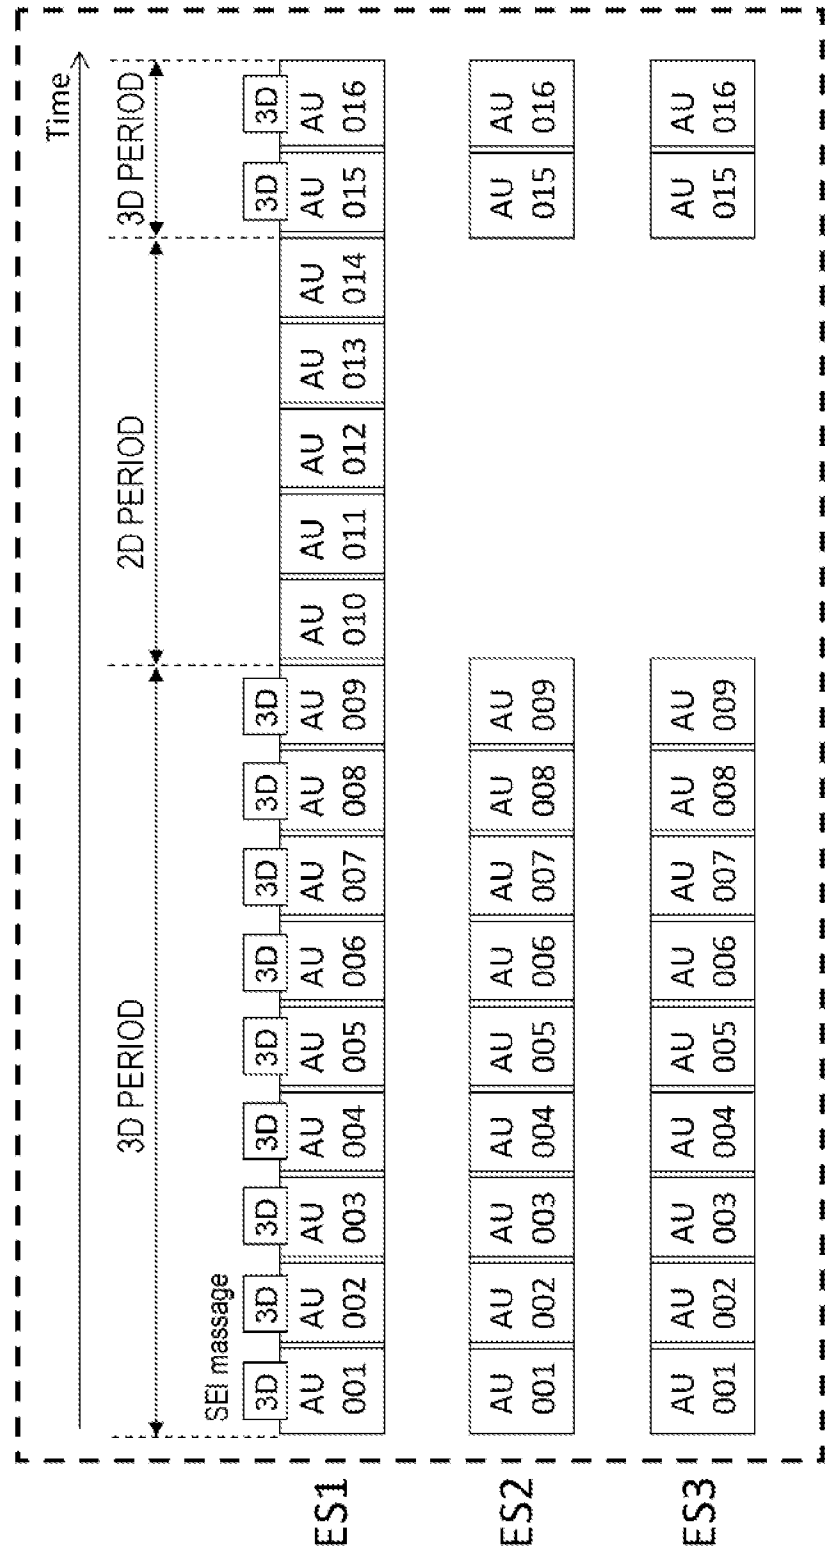 Time
3D PERIOD 2D PERIOD 3D PERIOD
SEI massage
3D 3D 3D 3D 3D 3D 3D 3D 3D 3D 3D
ES1 AU 001 AU 002 AU 003 AU 004 AU 005 AU 006 AU 007 AU 008 AU 009 AU 010 AU 011 AU 012 AU 013 AU 014 AU 015 AU 016
ES2 AU 001 AU 002 AU 003 AU 004 AU 005 AU 006 AU 007 AU 008 AU 009 AU 015 AU 016
ES3 AU 001 AU 002 AU 003 AU 004 AU 005 AU 006 AU 007 AU 008 AU 009 AU 015 AU 016